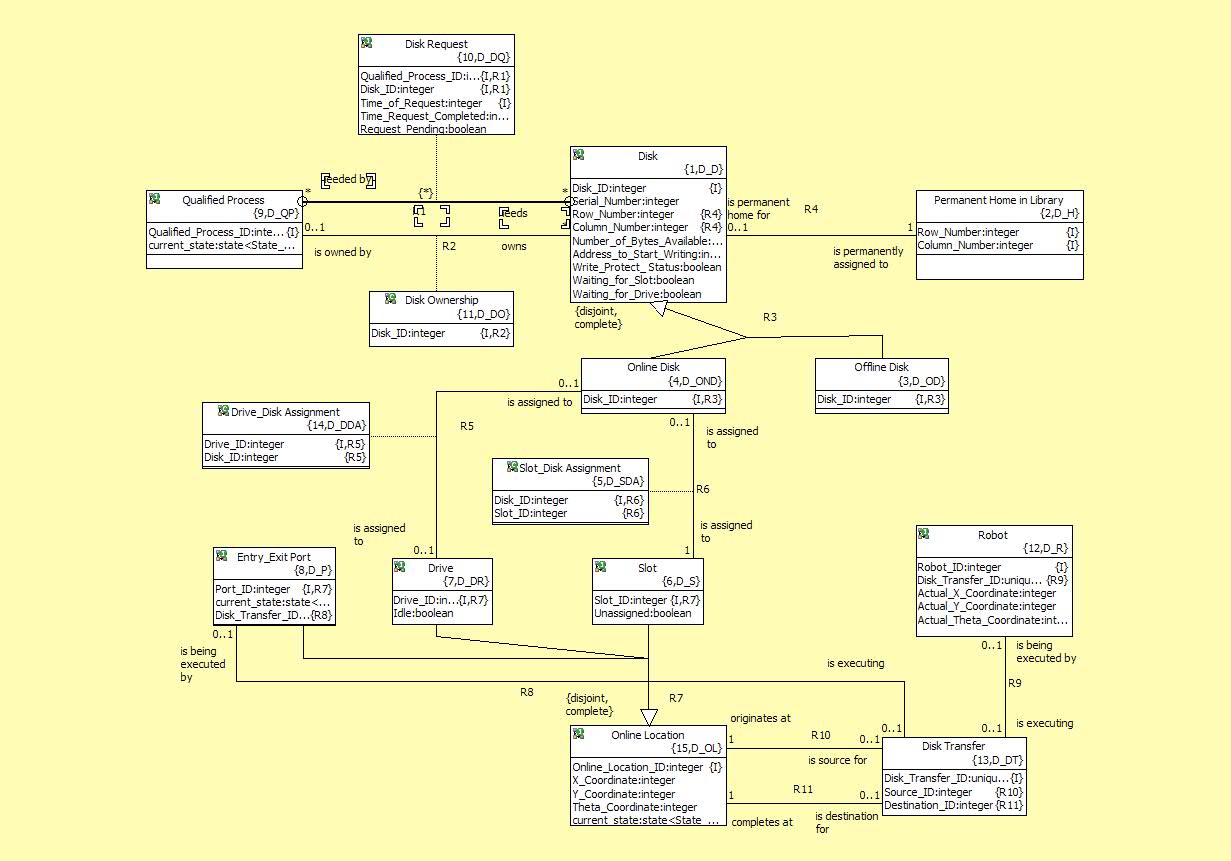 Disk Request
{10,D_DQ}
Qualified_Process_ID:i...{I,R1}
Disk_ID:integer {I,R1}
Time_of_Request:integer {I}
Time_Request_Completed:in...
Request_Pending:boolean
Disk
{1,D_D}
Disk_ID:integer {I}
Serial_Number:integer
Row_Number:integer {R4}
Column_Number:integer {R4}
Number_of_Bytes_Available:...
Address_to_Start_Writing:in...
Write_Protect_ Status:boolean
Waiting_for_Slot:boolean
Waiting_for_Drive:boolean
needed by
* {*} *
Qualified Process
{9,D_QP}
Qualified_Process_ID:inte... {I}
current_state:state<State_...
needs
0..1
is owned by
R2
owns
is permanent
home for
0..1
R4
1
is permanently
assigned to
Permanent Home in Library
{2,D_H}
Row_Number:integer {I}
Column_Number:integer {I}
Disk Ownership
{11,D_DO}
Disk_ID:integer {I,R2}
{disjoint,
complete}
R3
Online Disk
{4,D_OND}
Disk_ID:integer {I,R3}
Offline Disk
{3,D_OD}
Disk_ID:integer {I,R3}
0..1
is assigned to
R5
Drive_Disk Assignment
{14,D_DDA}
Drive_ID:integer {I,R5}
Disk_ID:integer {R5}
0..1
is assigned
to
Slot_Disk Assignment
{5,D_SDA}
Disk_ID:integer {I,R6}
Slot_ID:integer {R6}
R6
is assigned
to
0..1
is assigned
to
1
Entry_Exit Port
{8,D_P}
Port_ID:integer {I,R7}
current_state:state<...
Disk_Transfer_ID...{R8}
Drive
{7,D_DR}
Drive_ID:in...{I,R7}
Idle:boolean
Slot
{6,D_S}
Slot_ID:integer {I,R7}
Unassigned:boolean
Robot
{12,D_R}
Robot_ID:integer {I}
Disk_Transfer_ID:uniqu... {R9}
Actual_X_Coordinate:integer
Actual_Y_Coordinate:integer
Actual_Theta_Coordinate:int...
0..1
is being
executed
by
R8
is executing
0..1
0..1
is being
executed by
R9
0..1
is executing
{disjoint,
complete}
R7
Online Location
{15,D_OL}
Online_Location_ID:integer {I}
X_Coordinate:integer
Y_Coordinate:integer
Theta_Coordinate:integer
current_state:state<State_...
originates at
1
R10
0..1
is source for
1
R11
0..1
completes at
is destination
for
Disk Transfer
{13,D_DT}
Disk_Transfer_ID:uniqu...{I}
Source_ID:integer {R10}
Destination_ID:integer{R11}